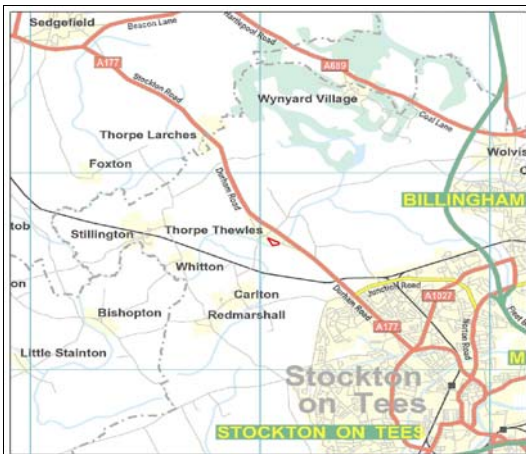 Sedgefield
Beacon Lane
Hartlepool Road
A177
A689
Stockton Road
Wynyard Village
Coal Lane
Thorpe Larches
Wolvis
Foxton
Durham Road
BILLINGHAM
Stillington
Thorpe Thewles
Whitton
Carlton
Junction Road
A1027
Bishopton
Redmarshall
Durham Road
Norton Road
A177
Little Stainton
M
Stockton
on Tees
STOCKTON ON TEES